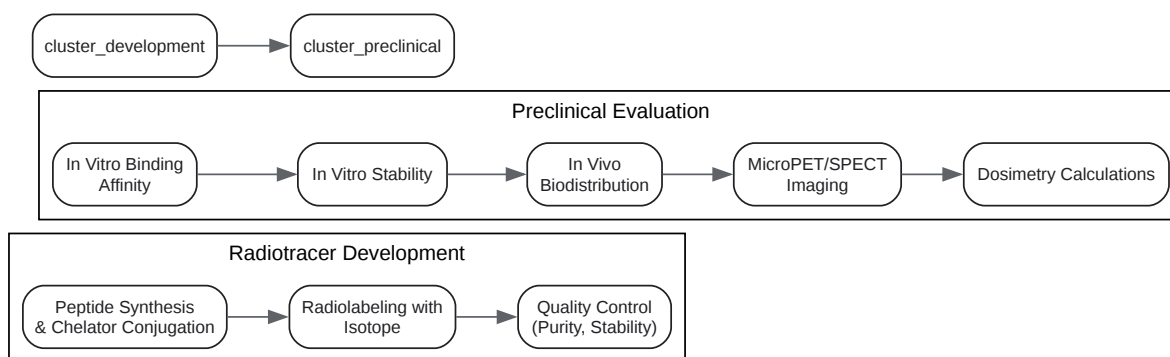 cluster_development
cluster_preclinical
Preclinical Evaluation
In Vitro Binding
Affinity
In Vitro Stability
In Vivo
Biodistribution
MicroPET/SPECT
Imaging
Dosimetry Calculations
Radiotracer Development
Peptide Synthesis
& Chelator Conjugation
Radiolabeling with
Isotope
Quality Control
(Purity, Stability)